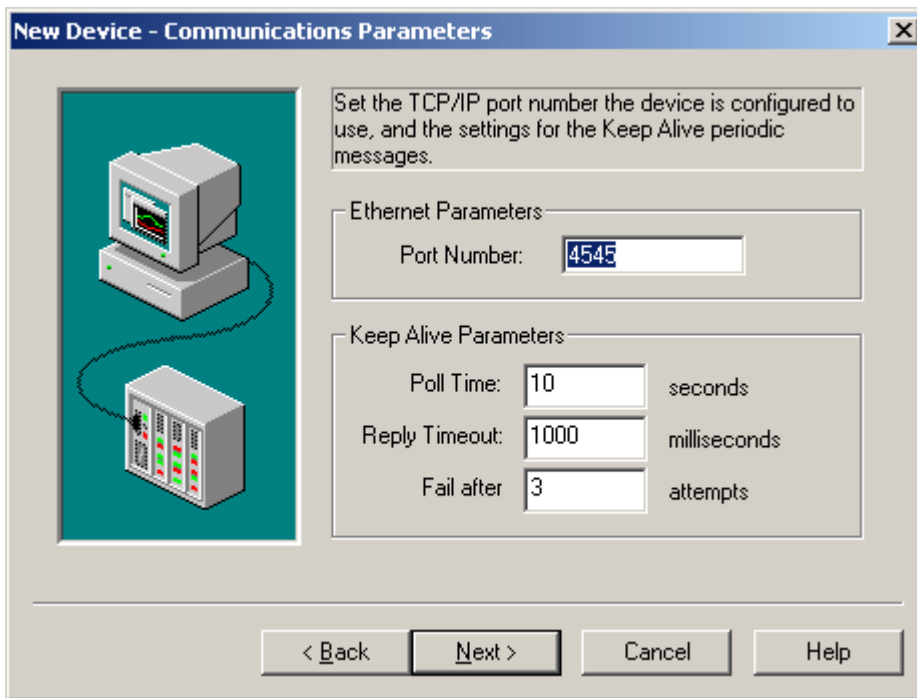 New Device - Communications Parameters
Set the TCP/IP port number the device is configured to
use, and the settings for the Keep Alive periodic
messages.
Ethernet Parameters
Port Number: 4545
Keep Alive Parameters
Poll Time: 10 seconds
Reply Timeout: 1000 milliseconds
Fail after 3 attempts
< Back Next > Cancel Help